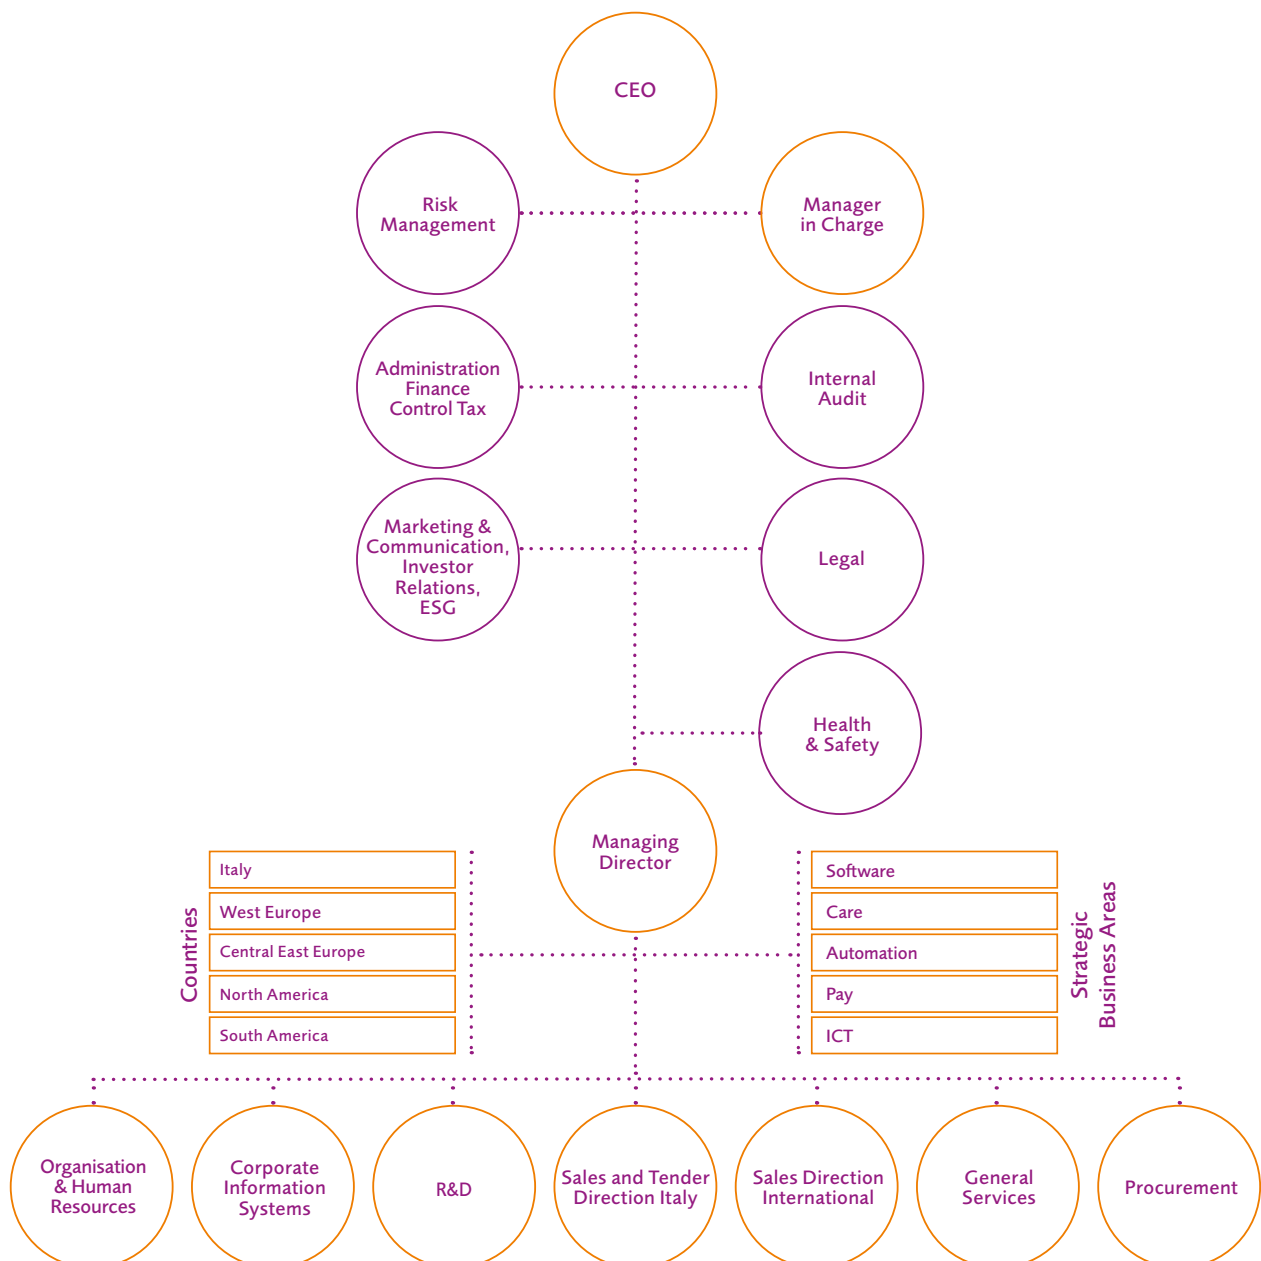 CEO
Risk
Management
Manager
in Charge
Administration
Finance
Control Tax
Internal
Audit
Marketing &
Communication,
Investor
Relations,
ESG
Legal
Health
& Safety
Managing
Director
Countries
Italy
West Europe
Central East Europe
North America
South America
Software
Care
Automation
Pay
ICT
Strategic
Business Areas
Organisation
& Human
Resources
Corporate
Information
Systems
R&D
Sales and Tender
Direction Italy
Sales Direction
International
General
Services
Procurement